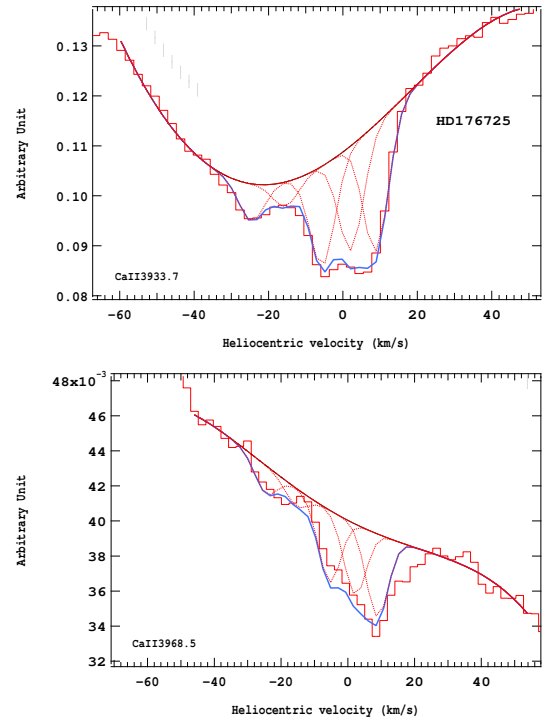 0.13
0.12
0.11
0.10
0.09
0.08
Arbitrary Unit
HD176725
CaII3933.7
-60 -40 -20 0 20 40
Heliocentric velocity (km/s)
48x10-3
46
44
42
40
38
36
34
32
Arbitrary Unit
CaII3968.5
-60 -40 -20 0 20 40
Heliocentric velocity (km/s)